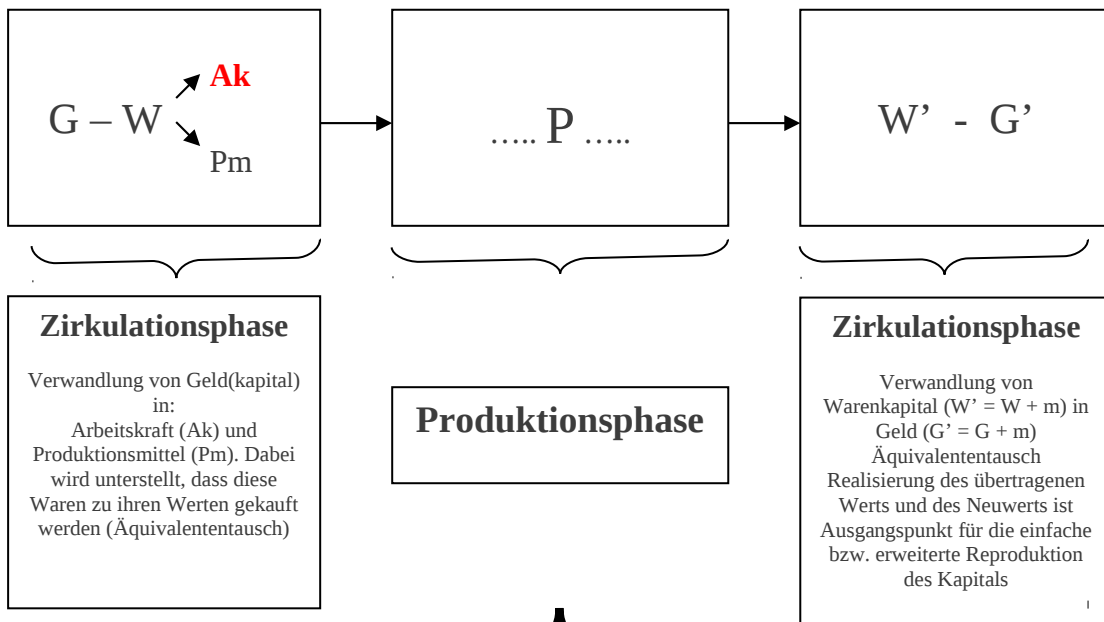 Ak
G – W
Pm
….. P …..
W’ - G’
Zirkulationsphase
Verwandlung von Geld(kapital)
in:
Arbeitskraft (Ak) und
Produktionsmittel (Pm). Dabei
wird unterstellt, dass diese
Waren zu ihren Werten gekauft
werden (Äquivalententausch)
Produktionsphase
Zirkulationsphase
Verwandlung von
Warenkapital (W’ = W + m) in
Geld (G’ = G + m)
Äquivalententausch
Realisierung des übertragenen
Werts und des Neuwerts ist
Ausgangspunkt für die einfache
bzw. erweiterte Reproduktion
des Kapitals